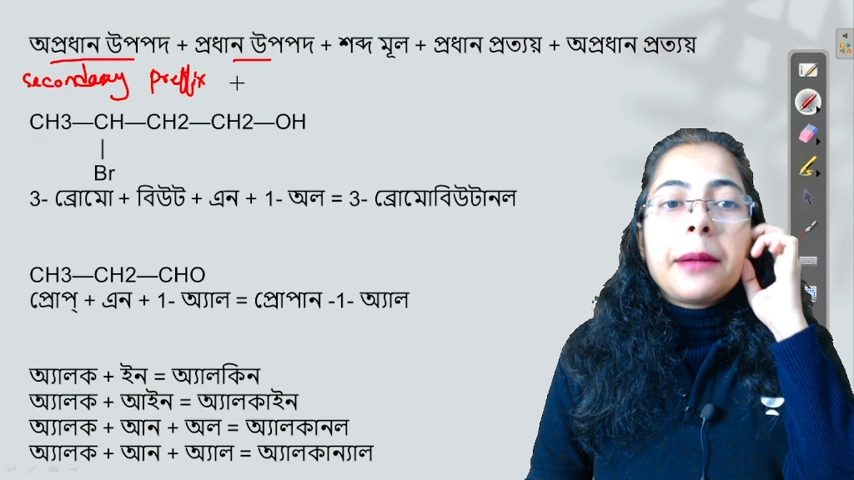 অপ্রধান উপপদ + প্রধান উপপদ + শব্দ মূল + প্রধান প্রত্যয় + অপ্রধান প্রত্যয়
secondary prefix +
CH3—CH—CH2—CH2—OH
|
Br
3- ব্রোমো + বিউট + এন + 1- অল = 3- ব্রোমোবিউটানল
CH3—CH2—CHO
প্রোপ্ + এন + 1- অ্যাল = প্রোপান -1- অ্যাল
অ্যালক + ইন = অ্যালকিন
অ্যালক + আইন = অ্যালকাইন
অ্যালক + আন + অল = অ্যালকানল
অ্যালক + আন + অ্যাল = অ্যালকান্যাল